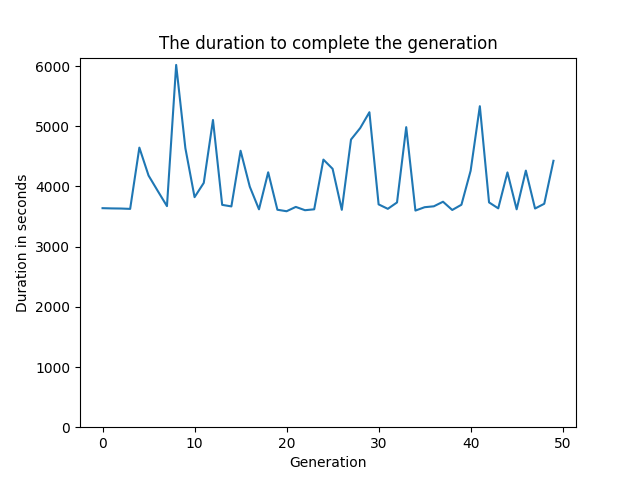 The duration to complete the generation
6000
5000
4000
3000
2000
1000
0
Duration in seconds
0 10 20 30 40 50
Generation